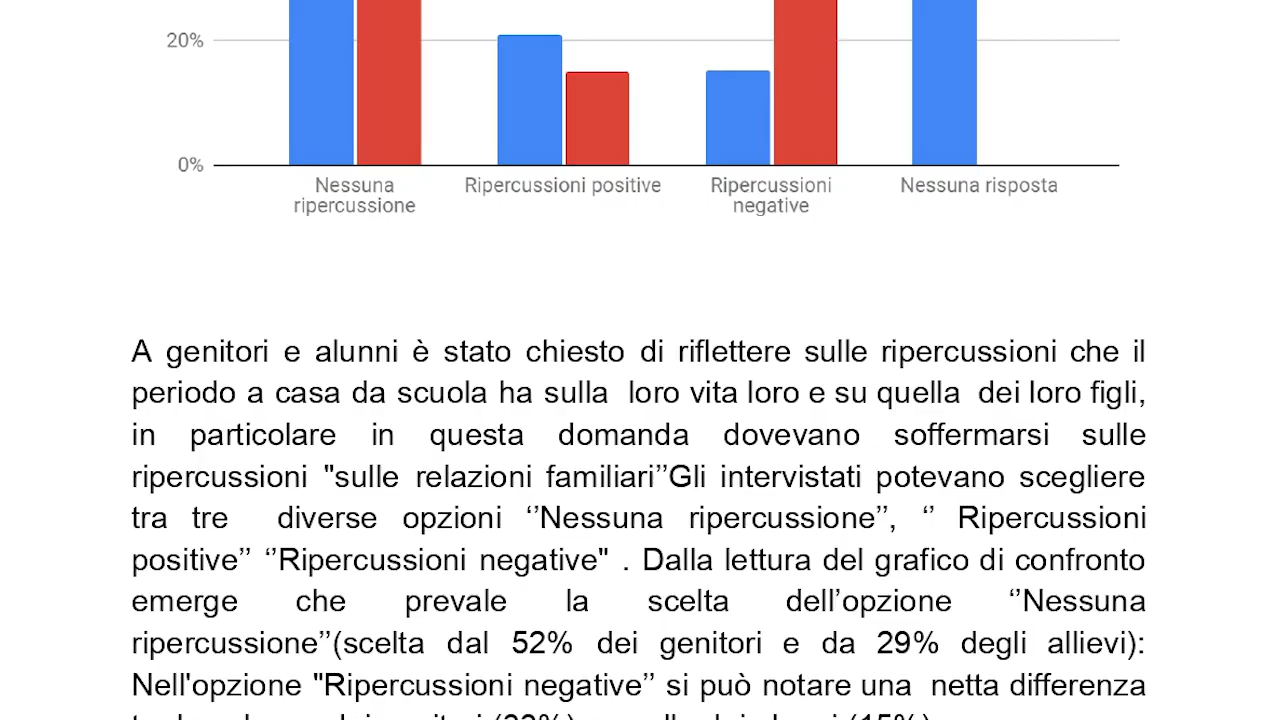 20%
0%
Nessuna
ripercussione
Ripercussioni positive
Ripercussioni
negative
Nessuna risposta
A genitori e alunni è stato chiesto di riflettere sulle ripercussioni che il
periodo a casa da scuola ha sulla loro vita loro e su quella dei loro figli,
in particolare in questa domanda dovevano soffermarsi sulle
ripercussioni "sulle relazioni familiari’’Gli intervistati potevano scegliere
tra tre diverse opzioni ‘’Nessuna ripercussione’’, ‘’ Ripercussioni
positive’’ ‘’Ripercussioni negative" . Dalla lettura del grafico di confronto
emerge che prevale la scelta dell’opzione ‘’Nessuna
ripercussione’’(scelta dal 52% dei genitori e da 29% degli allievi):
Nell'opzione "Ripercussioni negative’’ si può notare una netta differenza